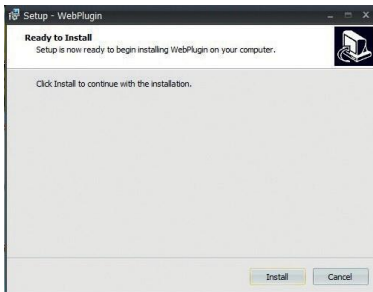 Setup - WebPlugin
Ready to Install
Setup is now ready to begin installing WebPlugin on your computer.
Click Install to continue with the installation.
Install
Cancel